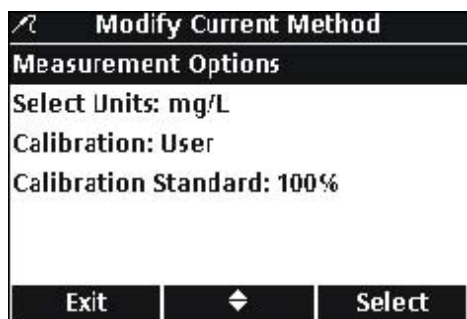 Modify Current Method
Measurement Options
Select Units: mg/L
Calibration: User
Calibration Standard: 100%
Exit Select